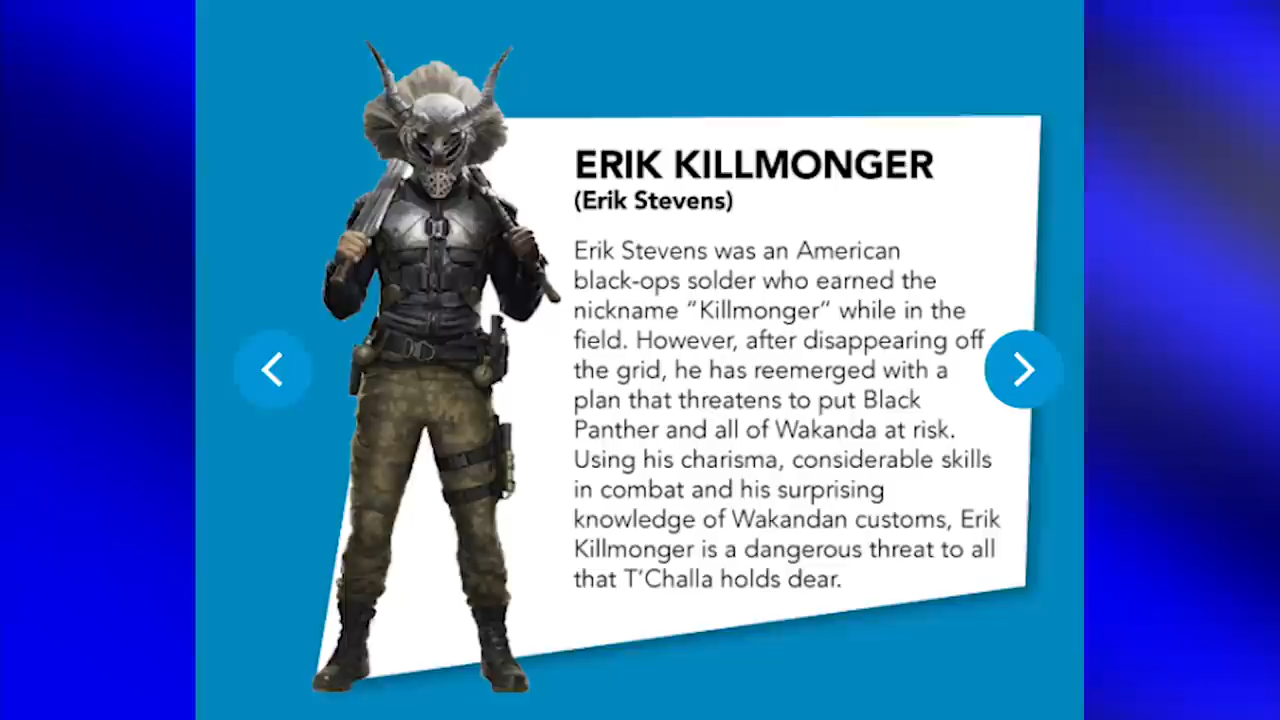 ERIK KILLMONGER
(Erik Stevens)
Erik Stevens was an American
black-ops solder who earned the
nickname “Killmonger” while in the
field. However, after disappearing off
the grid, he has reemerged with a
plan that threatens to put Black
Panther and all of Wakanda at risk.
Using his charisma, considerable skills
in combat and his surprising
knowledge of Wakandan customs, Erik
Killmonger is a dangerous threat to all
that T’Challa holds dear.